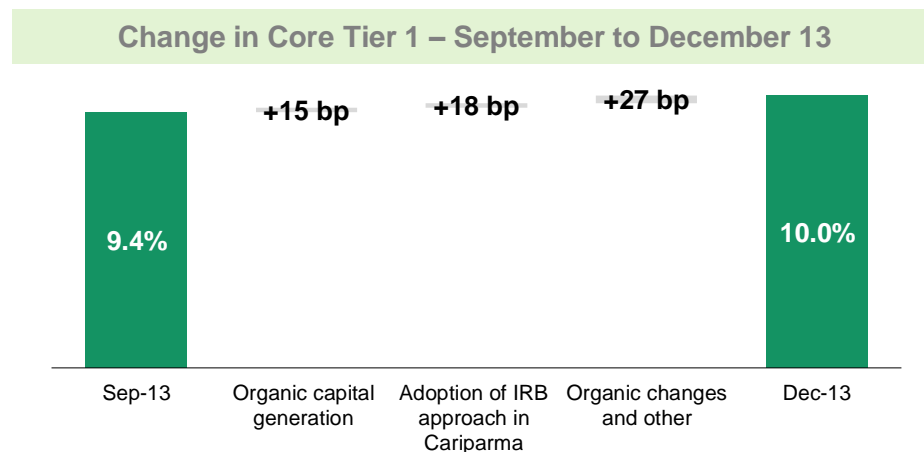 Change in Core Tier 1 – September to December 13
+15 bp
+18 bp
+27 bp
9.4%
10.0%
Sep-13
Organic capital
generation
Adoption of IRB
approach in
Cariparma
Organic changes
and other
Dec-13